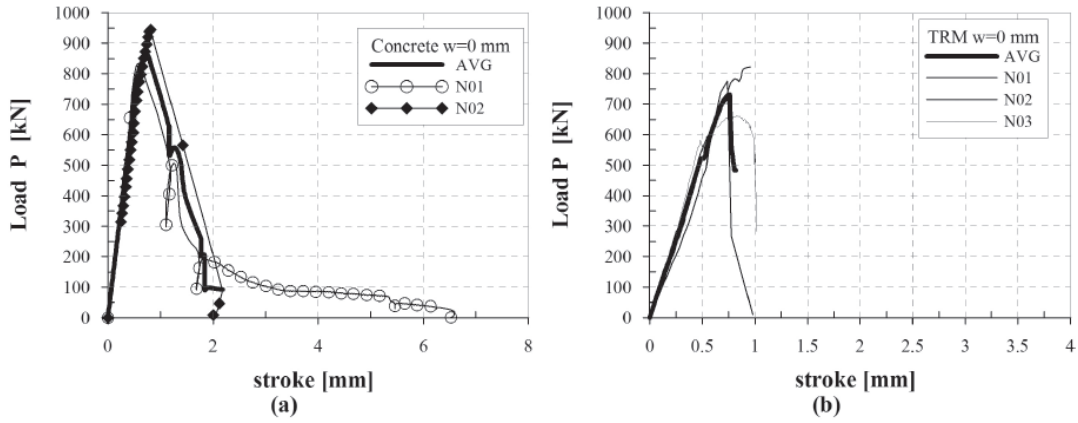 1000
900
800
700
600
500
400
300
200
100
0
Load P [kN]
Concrete w=0 mm
AVG
N01
N02
0 2 4 6 8
stroke [mm]
(a)
1000
900
800
700
600
500
400
300
200
100
0
Load P [kN]
TRM w=0 mm
AVG
N01
N02
N03
0 0.5 1 1.5 2 2.5 3 3.5 4
stroke [mm]
(b)